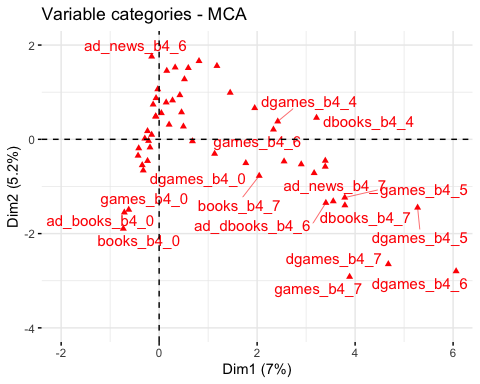 Variable categories - MCA
2
ad_news_b4_6
dgames_b4_4
dbooks_b4_4
0
dgames_b4_6
dgames_b4_0
ad_news_b4_7
games_b4_0
books_b4_7
games_b4_5
ad_books_b4_0
ad_dbooks_b4_6
dbooks_b4_7
-2
books_b4_0
dgames_b4_5
dgames_b4_7
games_b4_7
dgames_b4_6
-4
-2
0
2
4
6
Dim1 (7%)
Dim2 (5.2%)